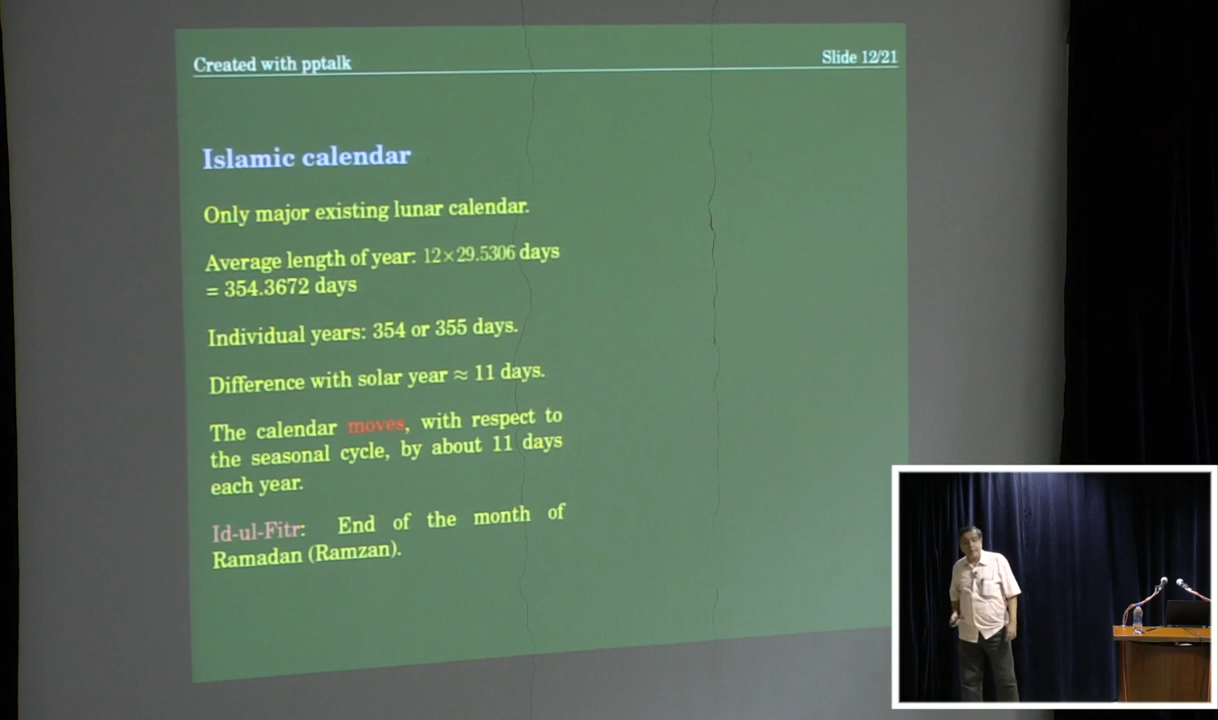 Created with pptalk
Slide 12/21
Islamic calendar
Only major existing lunar calendar.
Average length of year: 12×29.5306 days
= 354.3672 days
Individual years: 354 or 355 days.
Difference with solar year ≈ 11 days.
The calendar moves, with respect to
the seasonal cycle, by about 11 days
each year.
Id-ul-Fitr: End of the month of
Ramadan (Ramzan).